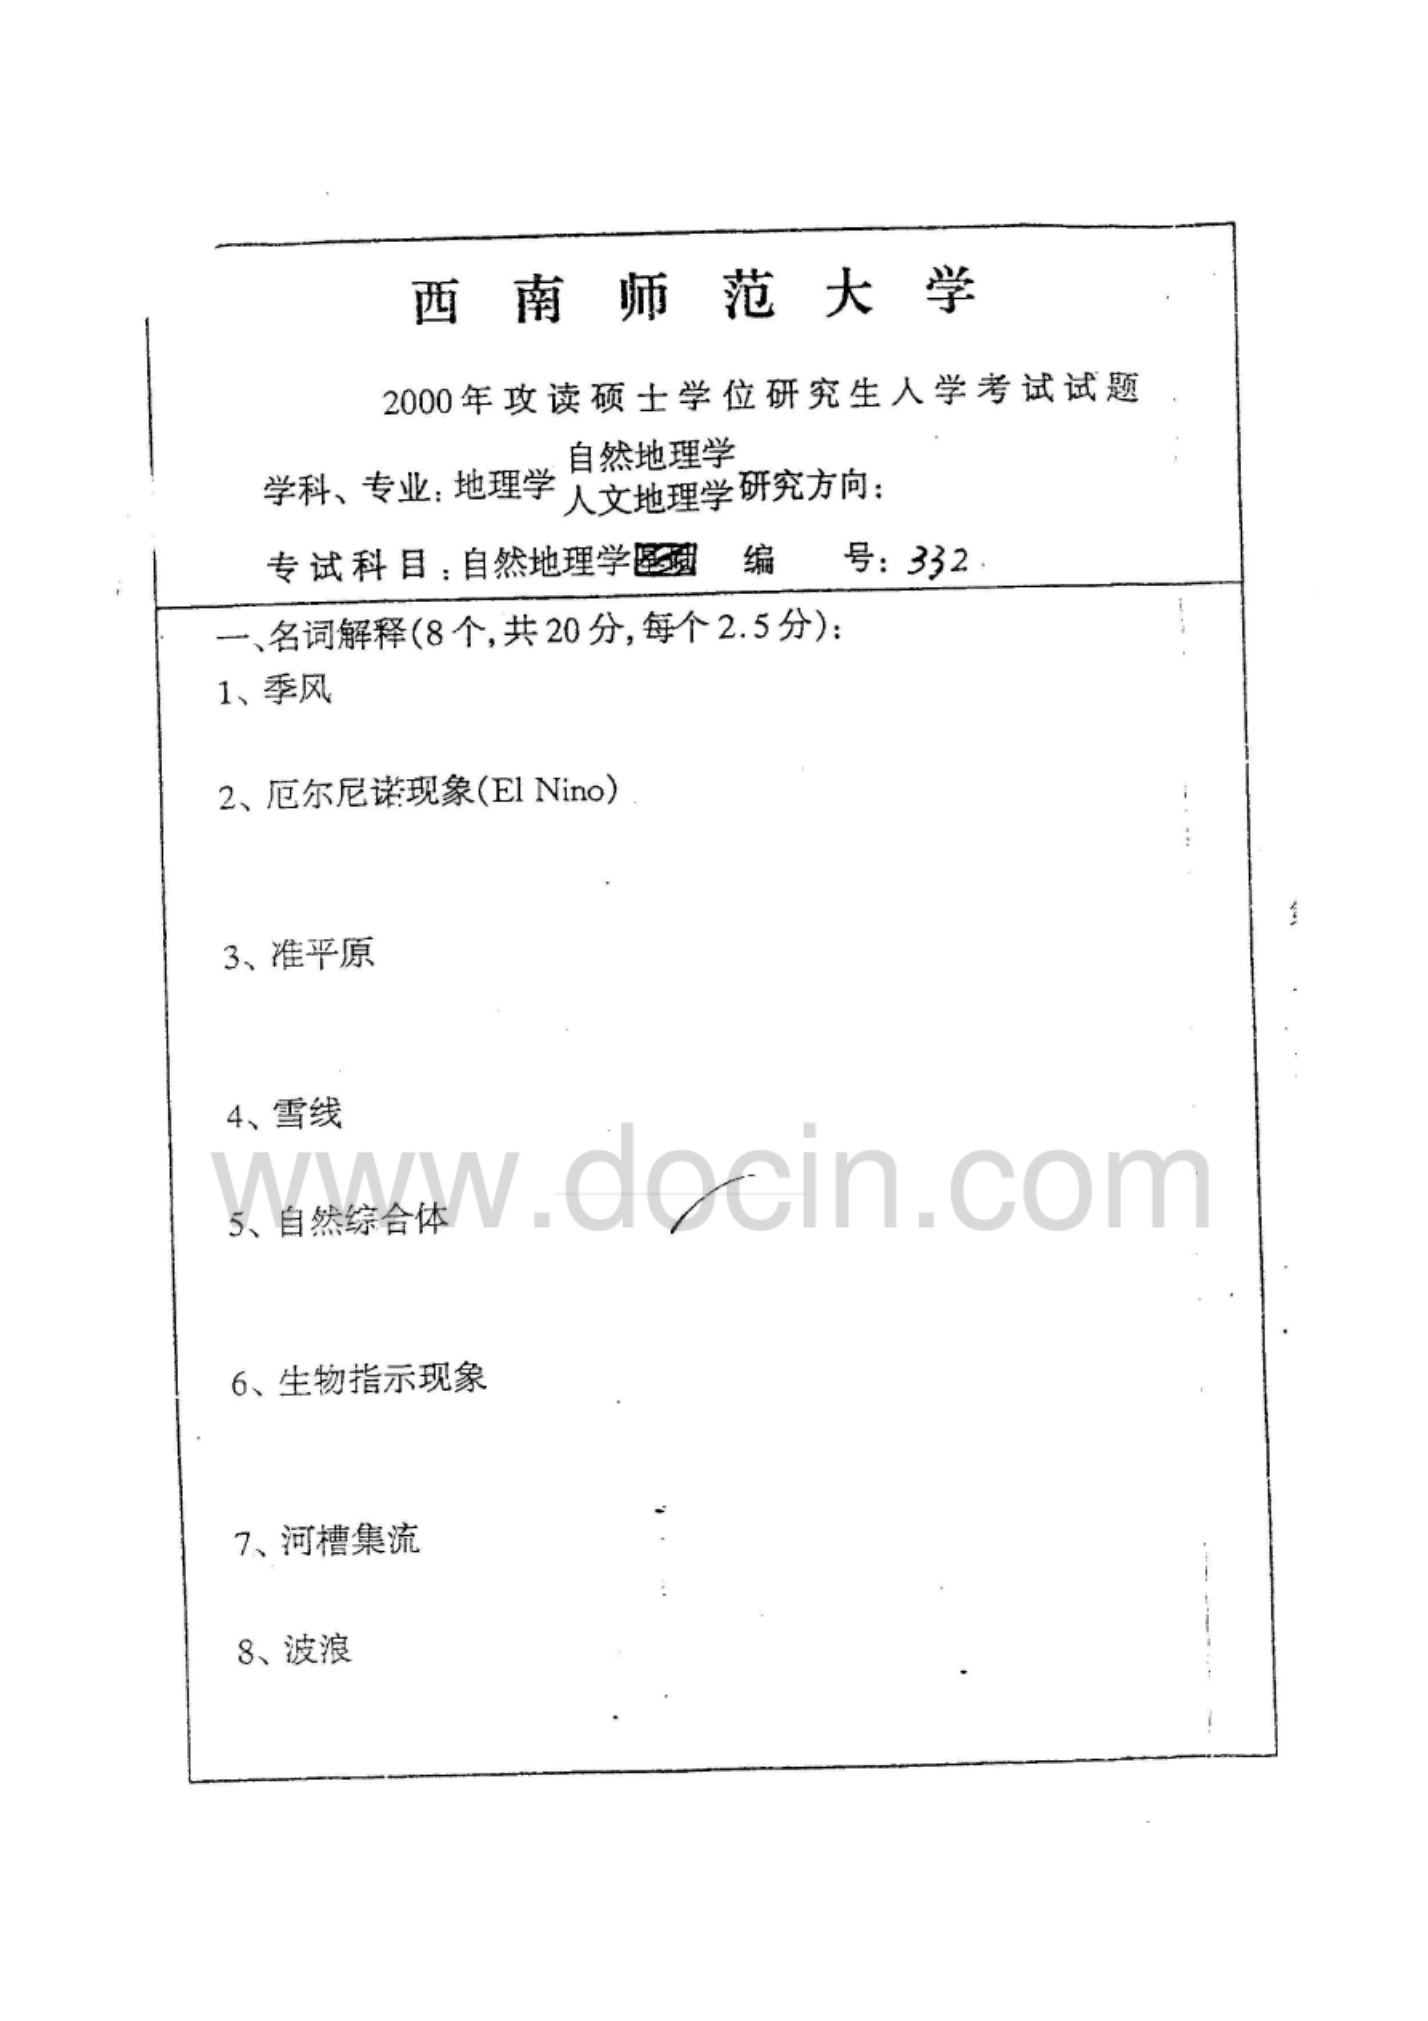 西南师范大学
2000年攻读硕士学位研究生人学考试试题
自然地理学
学科、专业：地理学 人文地理学 研究方向：
专试科目：自然地理学 编 号：332
一、名词解释（8个，共20分，每个2.5分）：
1、季风
2、厄尔尼诺现象（El Nino）
3、准平原
4、雪线
www.docin.com
5、自然综合体
6、生物指示现象
7、河槽集流
8、波浪